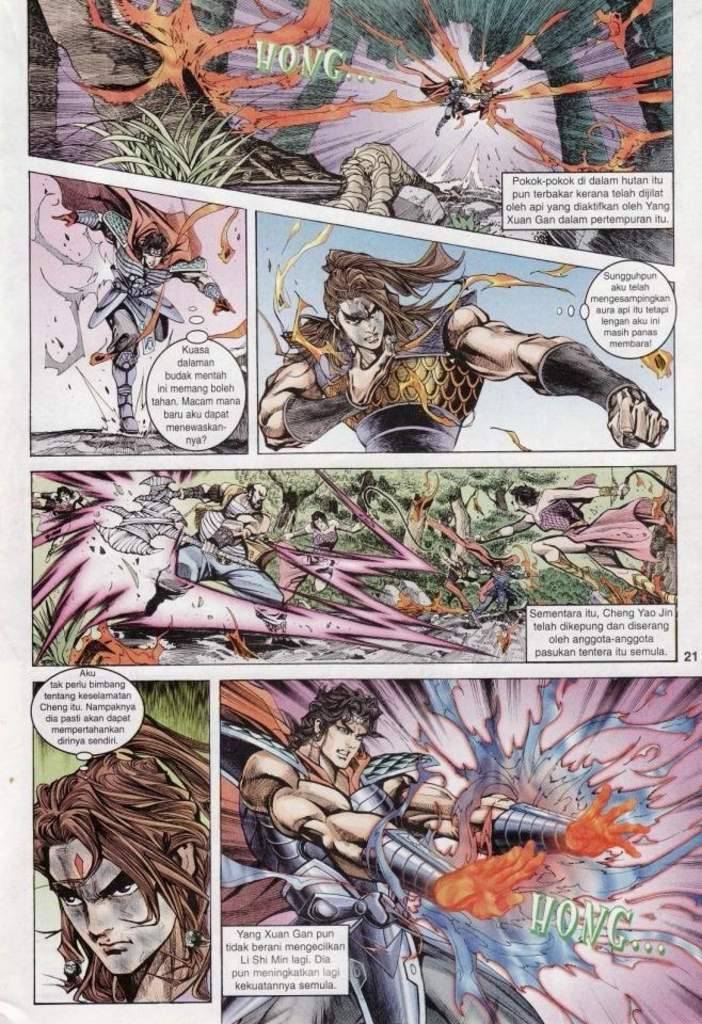 HONG...
Pokok-pokok di dalam hutan itu
pun terbakar kerana telah dijilat
oleh api yang diaktifkan oleh Yang
Xuan Gan dalam pertempuran itu.
Kuasa
dalaman
budak mentah
ini memang boleh
tahan. Macam mana
baru aku dapat
menewaskan-
nya?
Sungguhpun
aku telah
mengesampingkan
aura api itu tetapi
lengan aku ini
masih panas
membara!
Sementara itu, Cheng Yao Jin
telah dikepung dan diserang
oleh anggota-anggota
pasukan tentera itu semula.
21
Aku
tak perlu bimbang
tentang keselamatan
Cheng itu. Nampaknya
dia pasti akan dapat
mempertahankan
dirinya sendiri.
Yang Xuan Gan pun
tidak berani mengecilkan
Li Shi Min lagi. Dia
pun meningkatkan lagi
kekuatannya semula.
HONG...